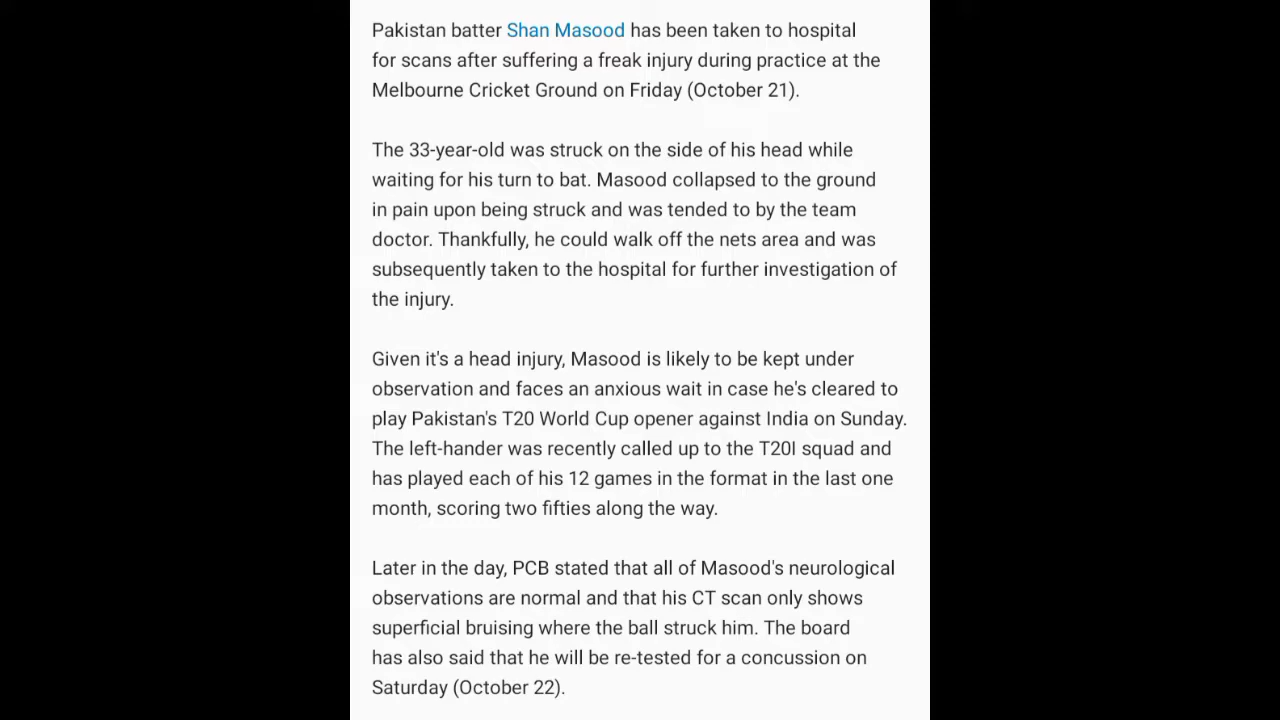 Pakistan batter Shan Masood has been taken to hospital
for scans after suffering a freak injury during practice at the
Melbourne Cricket Ground on Friday (October 21).
The 33-year-old was struck on the side of his head while
waiting for his turn to bat. Masood collapsed to the ground
in pain upon being struck and was tended to by the team
doctor. Thankfully, he could walk off the nets area and was
subsequently taken to the hospital for further investigation of
the injury.
Given it's a head injury, Masood is likely to be kept under
observation and faces an anxious wait in case he's cleared to
play Pakistan's T20 World Cup opener against India on Sunday.
The left-hander was recently called up to the T20I squad and
has played each of his 12 games in the format in the last one
month, scoring two fifties along the way.
Later in the day, PCB stated that all of Masood's neurological
observations are normal and that his CT scan only shows
superficial bruising where the ball struck him. The board
has also said that he will be re-tested for a concussion on
Saturday (October 22).